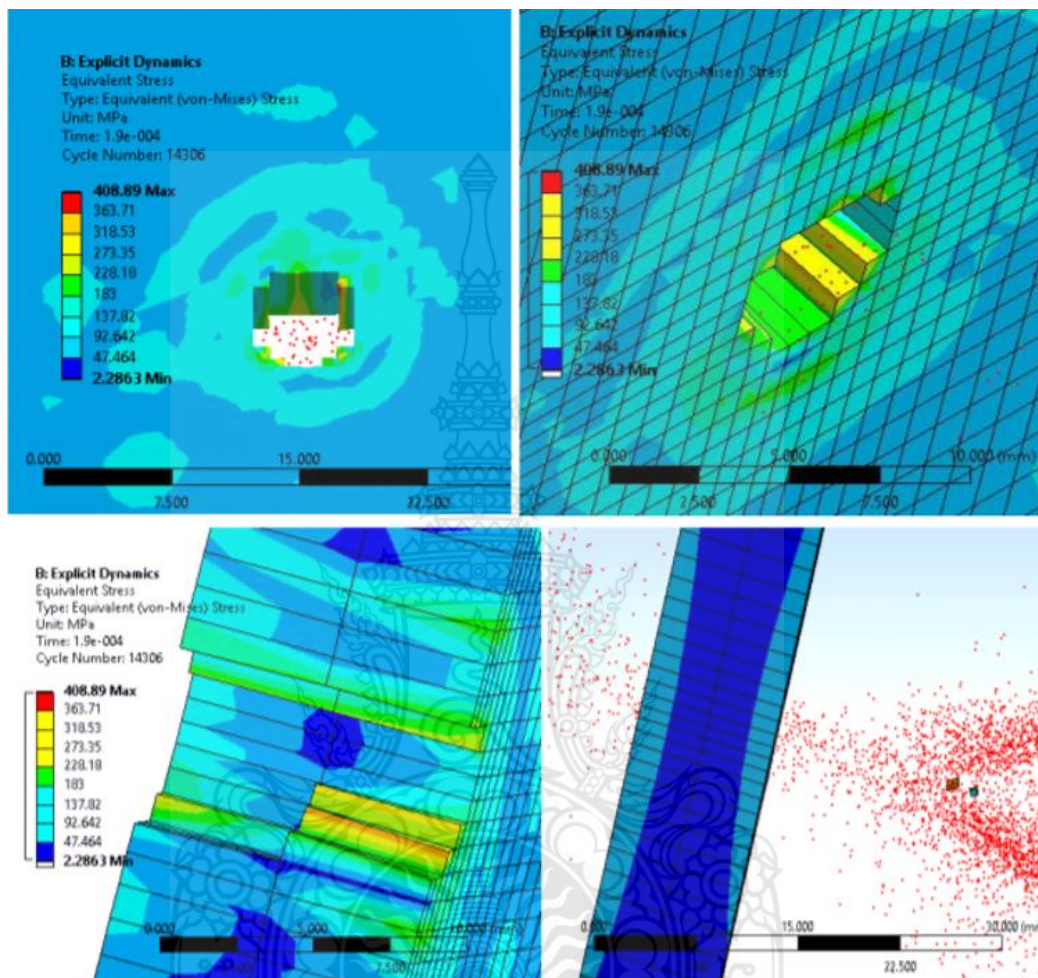 B: Explicit Dynamics
Equivalent Stress
Type: Equivalent (von-Mises) Stress
Unit: MPa
Time: 1.9e-004
Cycle Number: 14306
408.89 Max
363.71
318.53
273.35
228.18
183
137.82
92.642
47.464
2.2863 Min
0.000
15.000
7.500
22.500
B: Explicit Dynamics
Equivalent Stress
Type: Equivalent (von-Mises) Stress
Unit: MPa
Time: 1.9e-004
Cycle Number: 14306
408.89 Max
363.71
318.53
273.35
228.18
183
137.82
92.642
47.464
2.2863 Min
0.000
5.000
10.000 (mm)
2.500
7.500
B: Explicit Dynamics
Equivalent Stress
Type: Equivalent (von-Mises) Stress
Unit: MPa
Time: 1.9e-004
Cycle Number: 14306
408.89 Max
363.71
318.53
273.35
228.18
183
137.82
92.642
47.464
2.2863 Min
0.000
5.000
10.000 (mm)
7.500
0.000
15.000
30.000 (mm
22.500